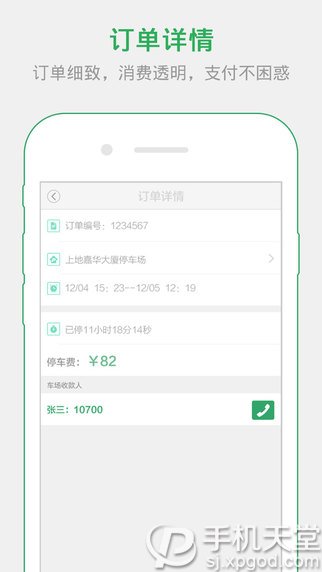 订单详情
订单细致，消费透明，支付不困惑
订单详情
订单编号：1234567
上地嘉华大厦停车场
12/04 15：23--12/05 12：19
已停11小时18分14秒
停车费：￥82
车场收款人
张三：10700
手机天堂
sj.xpgod.com